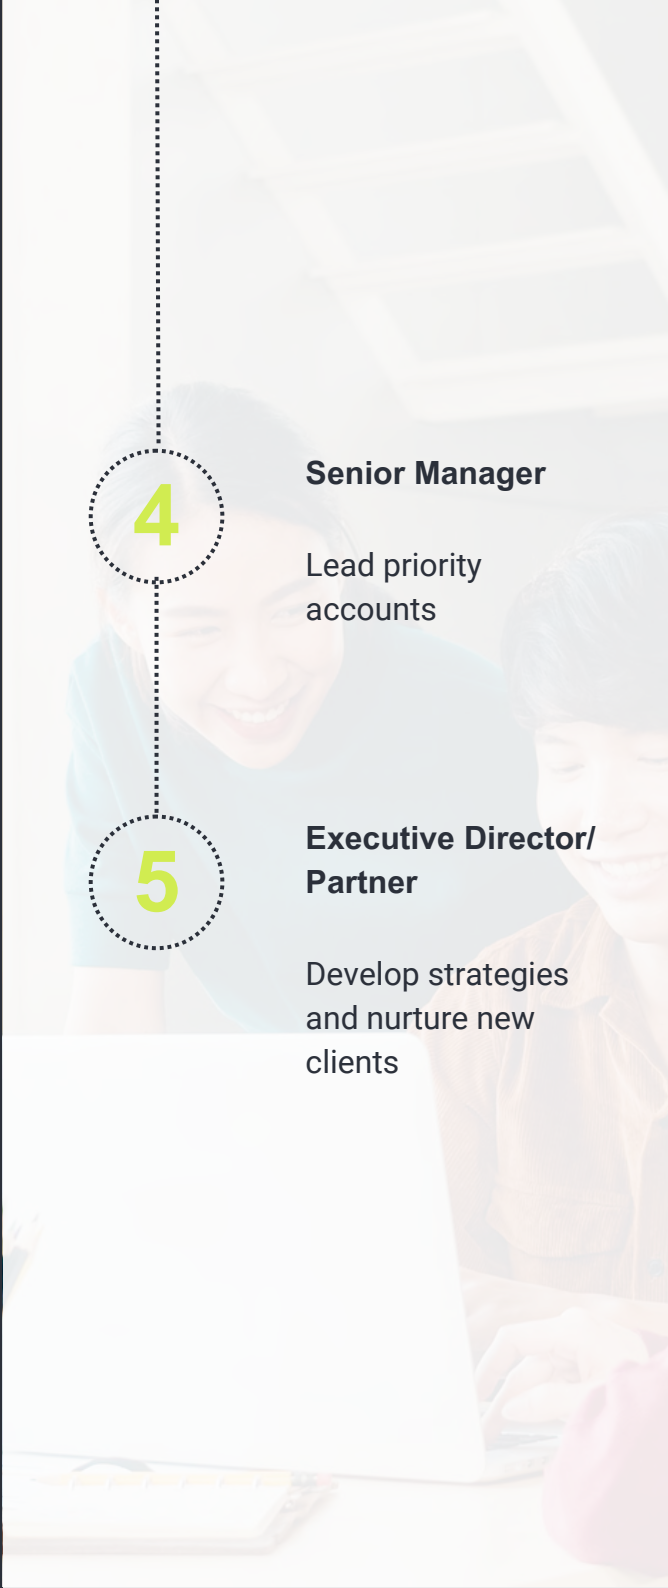 4
Senior Manager
Lead priority
accounts
5
Executive Director/
Partner
Develop strategies
and nurture new
clients